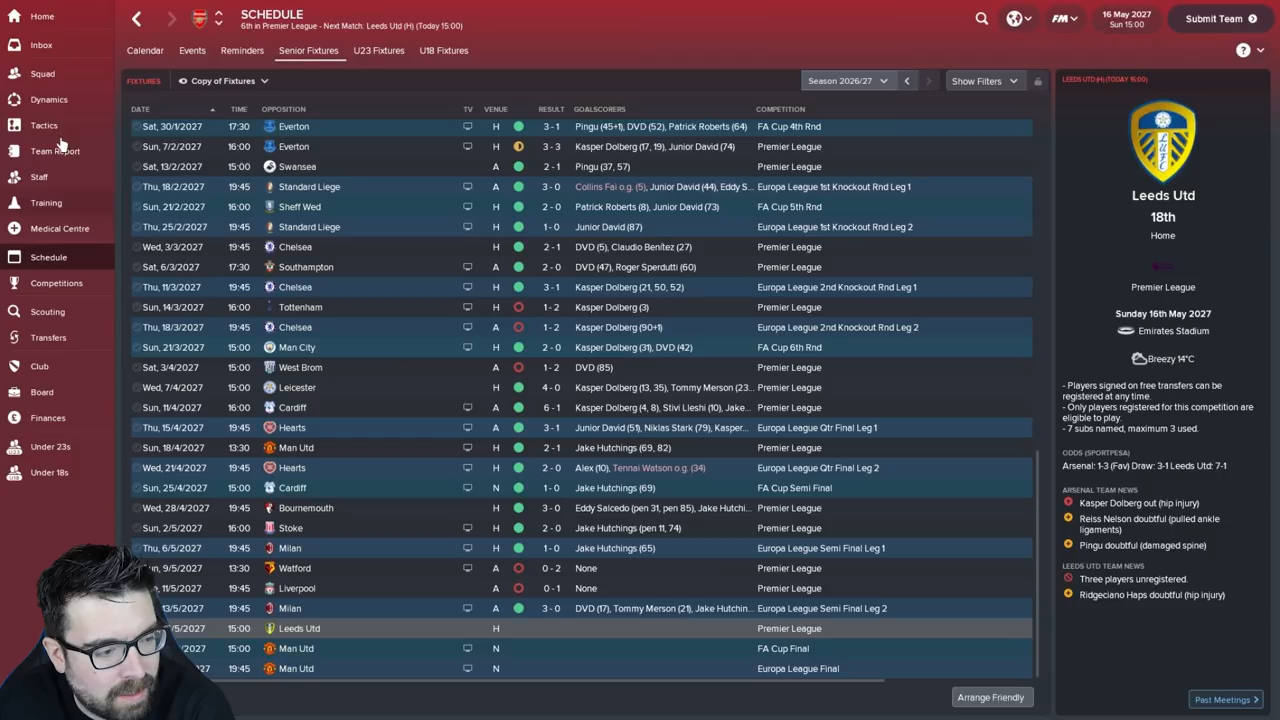 Home
Inbox
Squad
Dynamics
Tactics
Team Report
Staff
Training
Medical Centre
Schedule
Competitions
Scouting
Transfers
Club
Board
Finances
Under 23s
Under 18s
SCHEDULE
6th in Premier League - Next Match: Leeds Utd (H) (Today 15:00)
FM
16 May 2027
Sun 15:00
Submit Team
Calendar Events Reminders Senior Fixtures U23 Fixtures U18 Fixtures
FIXTURES Copy of Fixtures Season 2026/27 Show Filters
DATE TIME OPPOSITION TV VENUE RESULT GOALSCORERS COMPETITION
Sat, 30/1/2027 17:30 Everton H 3 - 1 Pingu (45+1), DVD (52), Patrick Roberts (64) FA Cup 4th Rnd
Sun, 7/2/2027 16:00 Everton H 3 - 3 Kasper Dolberg (17, 19), Junior David (74) Premier League
Sat, 13/2/2027 15:00 Swansea A 2 - 1 Pingu (37, 57) Premier League
Thu, 18/2/2027 19:45 Standard Liege A 3 - 0 Collins Fai o.g. (5), Junior David (44), Eddy S... Europa League 1st Knockout Rnd Leg 1
Sun, 21/2/2027 16:00 Sheff Wed H 2 - 0 Patrick Roberts (8), Junior David (73) FA Cup 5th Rnd
Thu, 25/2/2027 19:45 Standard Liege H 1 - 0 Junior David (87) Europa League 1st Knockout Rnd Leg 2
Wed, 3/3/2027 19:45 Chelsea H 2 - 1 DVD (5), Claudio Benítez (27) Premier League
Sat, 6/3/2027 17:30 Southampton A 2 - 0 DVD (47), Roger Sperdutti (60) Premier League
Thu, 11/3/2027 19:45 Chelsea H 3 - 1 Kasper Dolberg (21, 50, 52) Europa League 2nd Knockout Rnd Leg 1
Sun, 14/3/2027 16:00 Tottenham H 1 - 2 Kasper Dolberg (3) Premier League
Thu, 18/3/2027 19:45 Chelsea A 1 - 2 Kasper Dolberg (90+1) Europa League 2nd Knockout Rnd Leg 2
Sun, 21/3/2027 15:00 Man City H 2 - 0 Kasper Dolberg (31), DVD (42) FA Cup 6th Rnd
Sat, 3/4/2027 15:00 West Brom A 1 - 2 DVD (85) Premier League
Wed, 7/4/2027 15:00 Leicester H 4 - 0 Kasper Dolberg (13, 35), Tommy Merson (23... Premier League
Sun, 11/4/2027 16:00 Cardiff A 6 - 1 Kasper Dolberg (4, 8), Stivi Lleshi (10), Jake... Premier League
Thu, 15/4/2027 19:45 Hearts A 3 - 1 Junior David (51), Niklas Stark (79), Kasper... Europa League Qtr Final Leg 1
Sun, 18/4/2027 13:30 Man Utd H 2 - 1 Jake Hutchings (69, 82) Premier League
Wed, 21/4/2027 19:45 Hearts H 2 - 0 Alex (10), Tennai Watson o.g. (34) Europa League Qtr Final Leg 2
Sun, 25/4/2027 15:00 Cardiff N 1 - 0 Jake Hutchings (69) FA Cup Semi Final
Wed, 28/4/2027 19:45 Bournemouth H 3 - 0 Eddy Salcedo (pen 31, pen 85), Jake Hutch... Premier League
Sun, 2/5/2027 16:00 Stoke H 2 - 0 Jake Hutchings (pen 11, 74) Premier League
Thu, 6/5/2027 19:45 Milan H 1 - 0 Jake Hutchings (65) Europa League Semi Final Leg 1
Sun, 9/5/2027 13:30 Watford A 0 - 2 None Premier League
11/5/2027 19:45 Liverpool A 0 - 1 None Premier League
13/5/2027 19:45 Milan A 3 - 0 DVD (17), Tommy Merson (21), Jake Hutchin... Europa League Semi Final Leg 2
/5/2027 15:00 Leeds Utd H Premier League
15:00 Man Utd N FA Cup Final
19:45 Man Utd N Europa League Final
Arrange Friendly
LEEDS UTD (H) (TODAY 15:00)
LUFC
Leeds Utd
18th
Home
Premier League
Sunday 16th May 2027
Emirates Stadium
Breezy 14°C
- Players signed on free transfers can be
registered at any time.
- Only players registered for this competition are
eligible to play.
- 7 subs named, maximum 3 used.
ODDS (SPORTPESA)
Arsenal: 1-3 (Fav) Draw: 3-1 Leeds Utd: 7-1
ARSENAL TEAM NEWS
Kasper Dolberg out (hip injury)
Reiss Nelson doubtful (pulled ankle
ligaments)
Pingu doubtful (damaged spine)
LEEDS UTD TEAM NEWS
Three players unregistered.
Ridgeciano Haps doubtful (hip injury)
Past Meetings